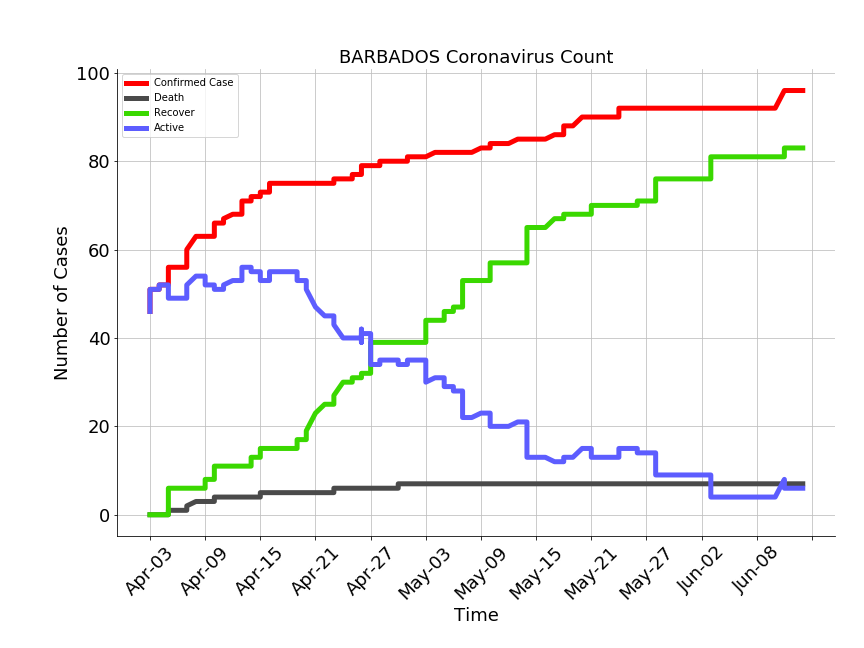 BARBADOS Coronavirus Count
Confirmed Case
Death
Recover
Active
100
80
60
40
20
0
Number of Cases
Apr-03
Apr-09
Apr-15
Apr-21
Apr-27
May-03
May-09
May-15
May-21
May-27
Jun-02
Jun-08
Time